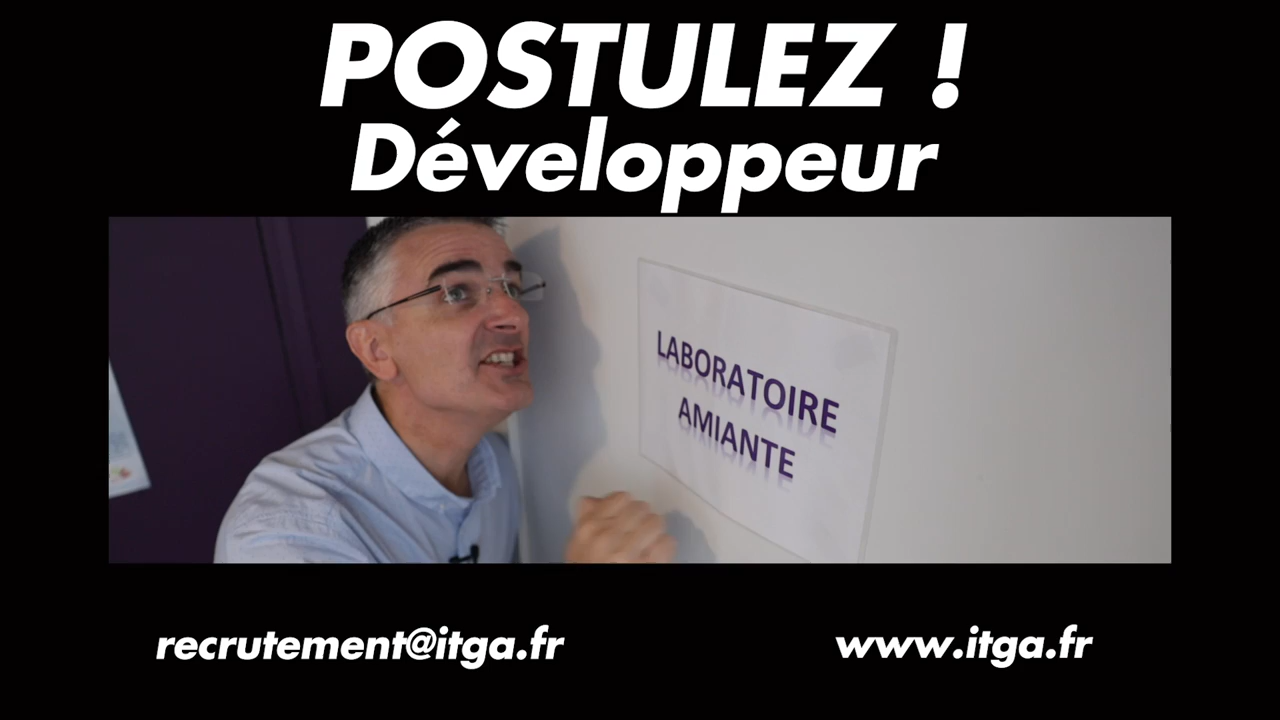 POSTULEZ !
Développeur
LABORATOIRE
AMIANTE
recrutement@itga.fr
www.itga.fr